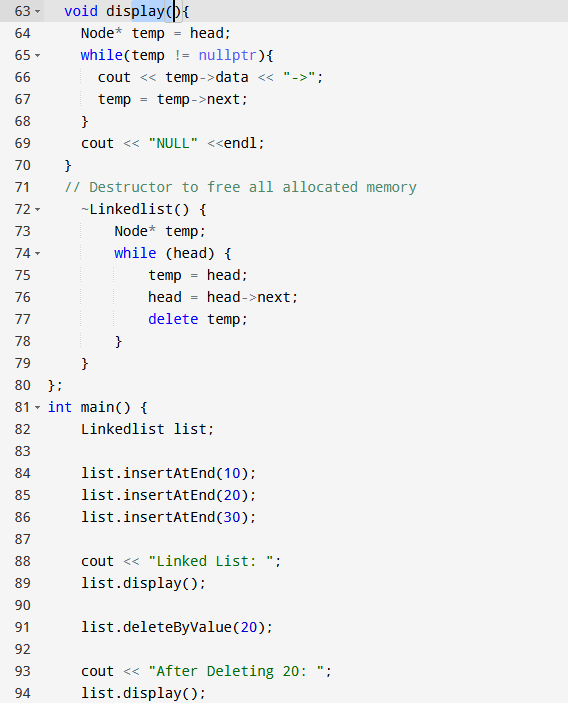 63 void display(){
64 Node* temp = head;
65 while(temp != nullptr){
66 cout << temp->data << "->";
67 temp = temp->next;
68 }
69 cout << "NULL" <<endl;
70 }
71 // Destructor to free all allocated memory
72 ~Linkedlist() {
73 Node* temp;
74 while (head) {
75 temp = head;
76 head = head->next;
77 delete temp;
78 }
79 }
80 };
81 int main() {
82 Linkedlist list;
83
84 list.insertAtEnd(10);
85 list.insertAtEnd(20);
86 list.insertAtEnd(30);
87
88 cout << "Linked List: ";
89 list.display();
90
91 list.deleteByValue(20);
92
93 cout << "After Deleting 20: ";
94 list.display();